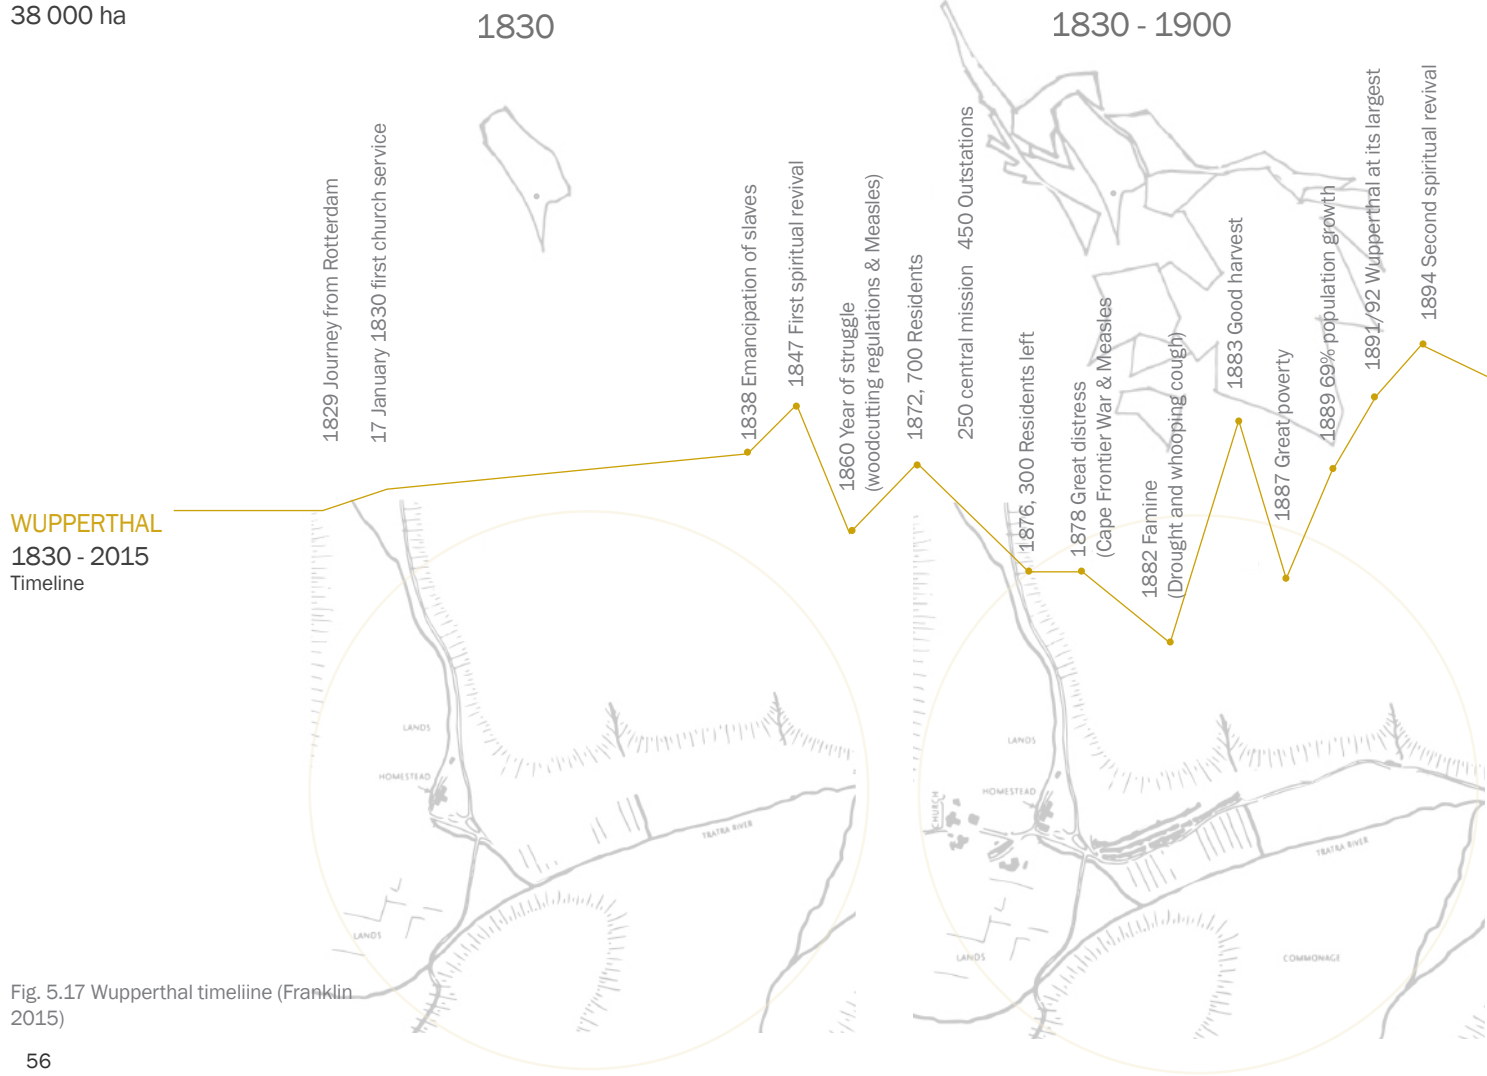 38 000 ha
1830
1830 - 1900
1829 Journey from Rotterdam
17 January 1830 first church service
1838 Emancipation of slaves
1847 First spiritual revival
1860 Year of struggle
(woodcutting regulations & Measles)
1872, 700 Residents
250 central mission 450 Outstations
1876, 300 Residents left
1878 Great distress
(Cape Frontier War & Measles
1882 Famine
(Drought and whooping cough)
1883 Good harvest
1887 Great poverty
1889 69% population growth
1891/92 Wupperthal at its largest
1894 Second spiritual revival
WUPPERTHAL
1830 - 2015
Timeline
LANDS
HOMESTEAD
TRATRA RIVER
LANDS
LANDS
HOMESTEAD
CHURCH
TRATRA RIVER
LANDS
COMMONAGE
Fig. 5.17 Wupperthal timeliine (Franklin
2015)
56